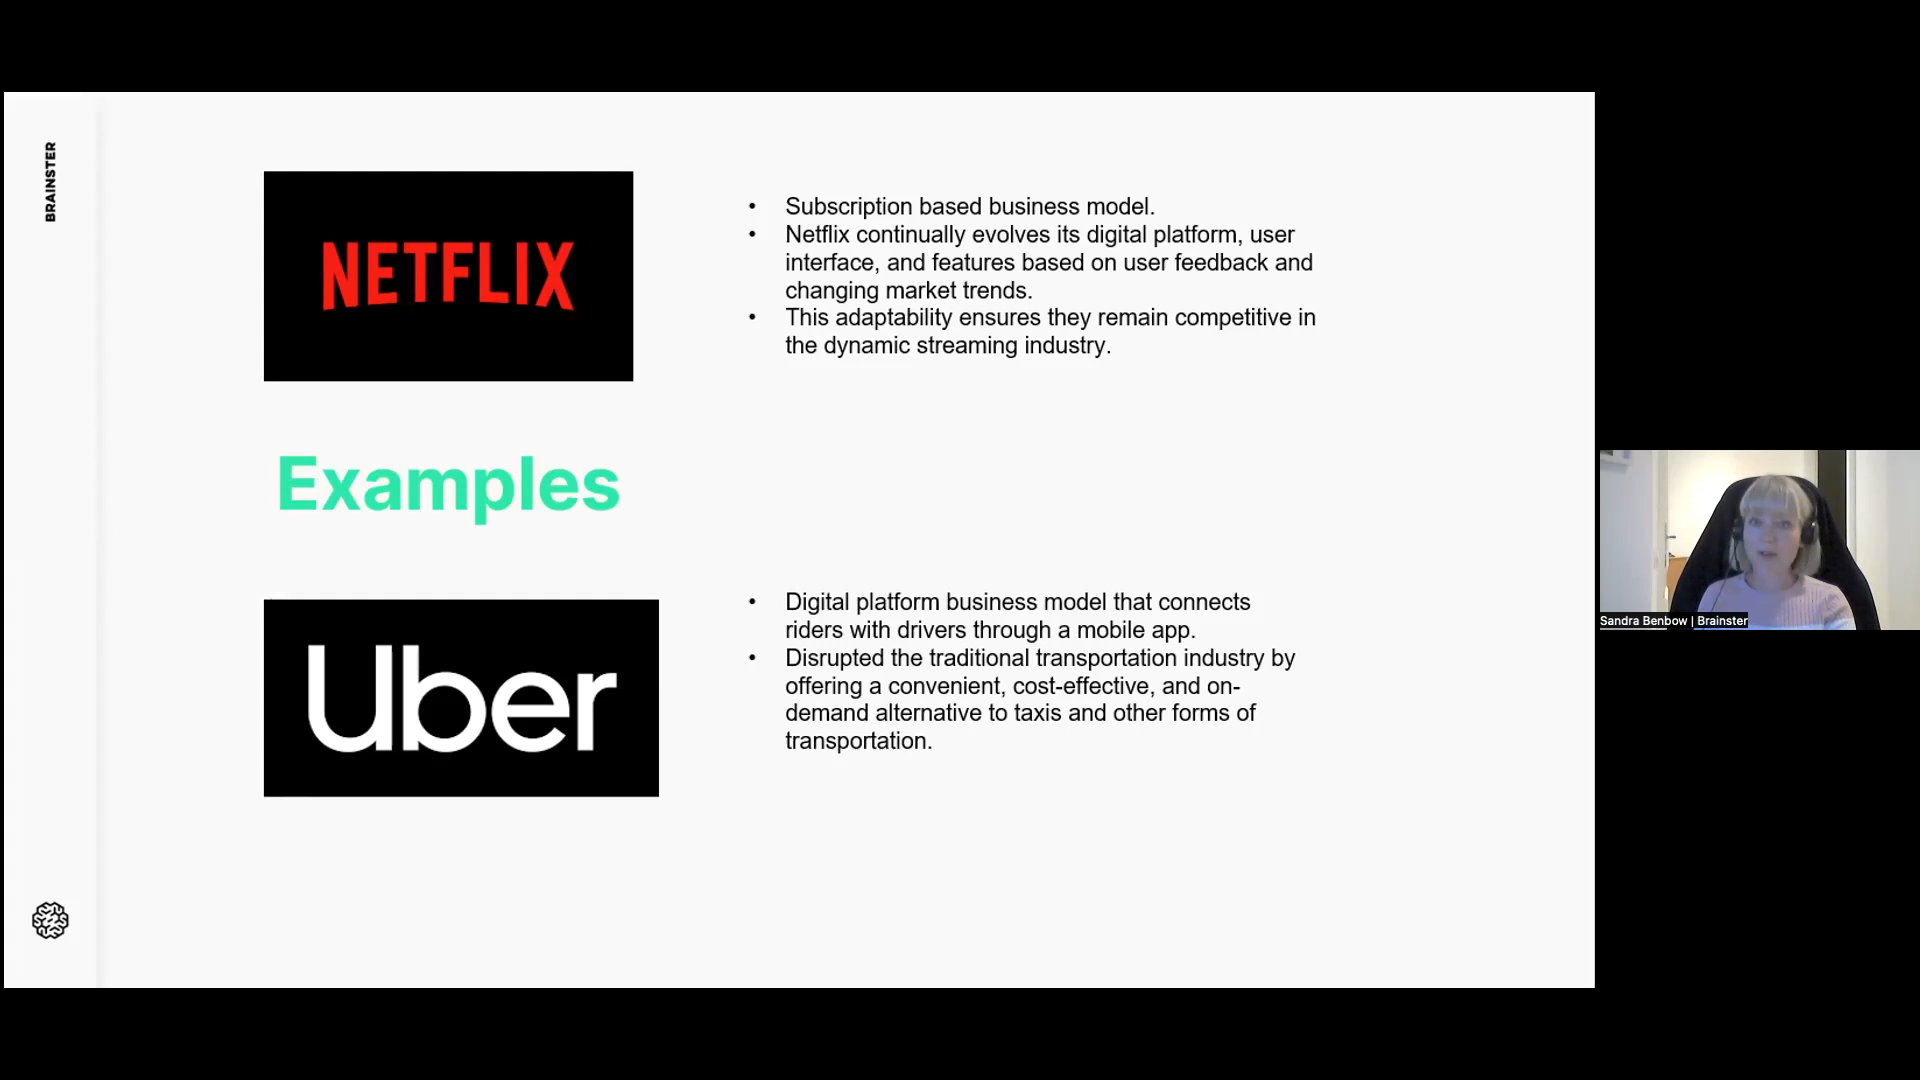 BRAINSTER
NETFLIX
• Subscription based business model.
• Netflix continually evolves its digital platform, user
interface, and features based on user feedback and
changing market trends.
• This adaptability ensures they remain competitive in
the dynamic streaming industry.
Examples
Uber
• Digital platform business model that connects
riders with drivers through a mobile app.
• Disrupted the traditional transportation industry by
offering a convenient, cost-effective, and on-
demand alternative to taxis and other forms of
transportation.
Sandra Benbow | Brainster